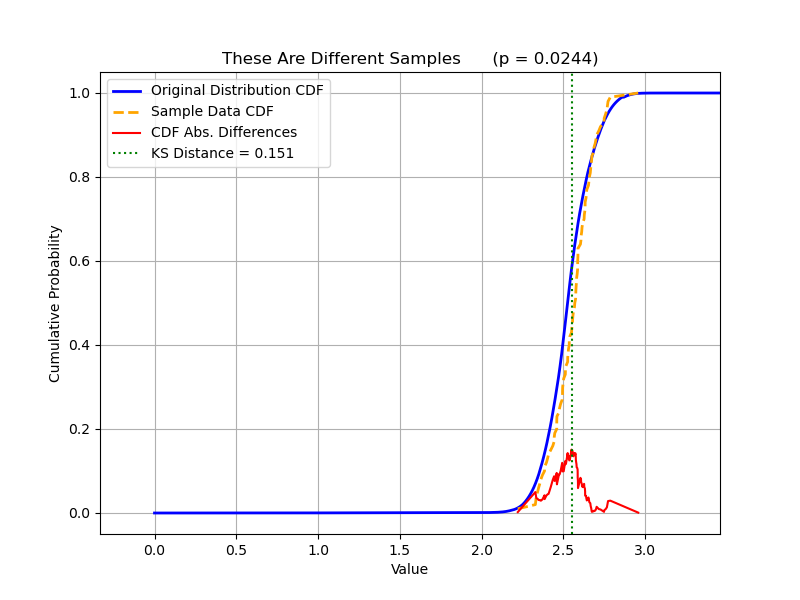 These Are Different Samples (p = 0.0244)
Original Distribution CDF
Sample Data CDF
CDF Abs. Differences
KS Distance = 0.151
Cumulative Probability
1.0
0.8
0.6
0.4
0.2
0.0
0.0 0.5 1.0 1.5 2.0 2.5 3.0
Value